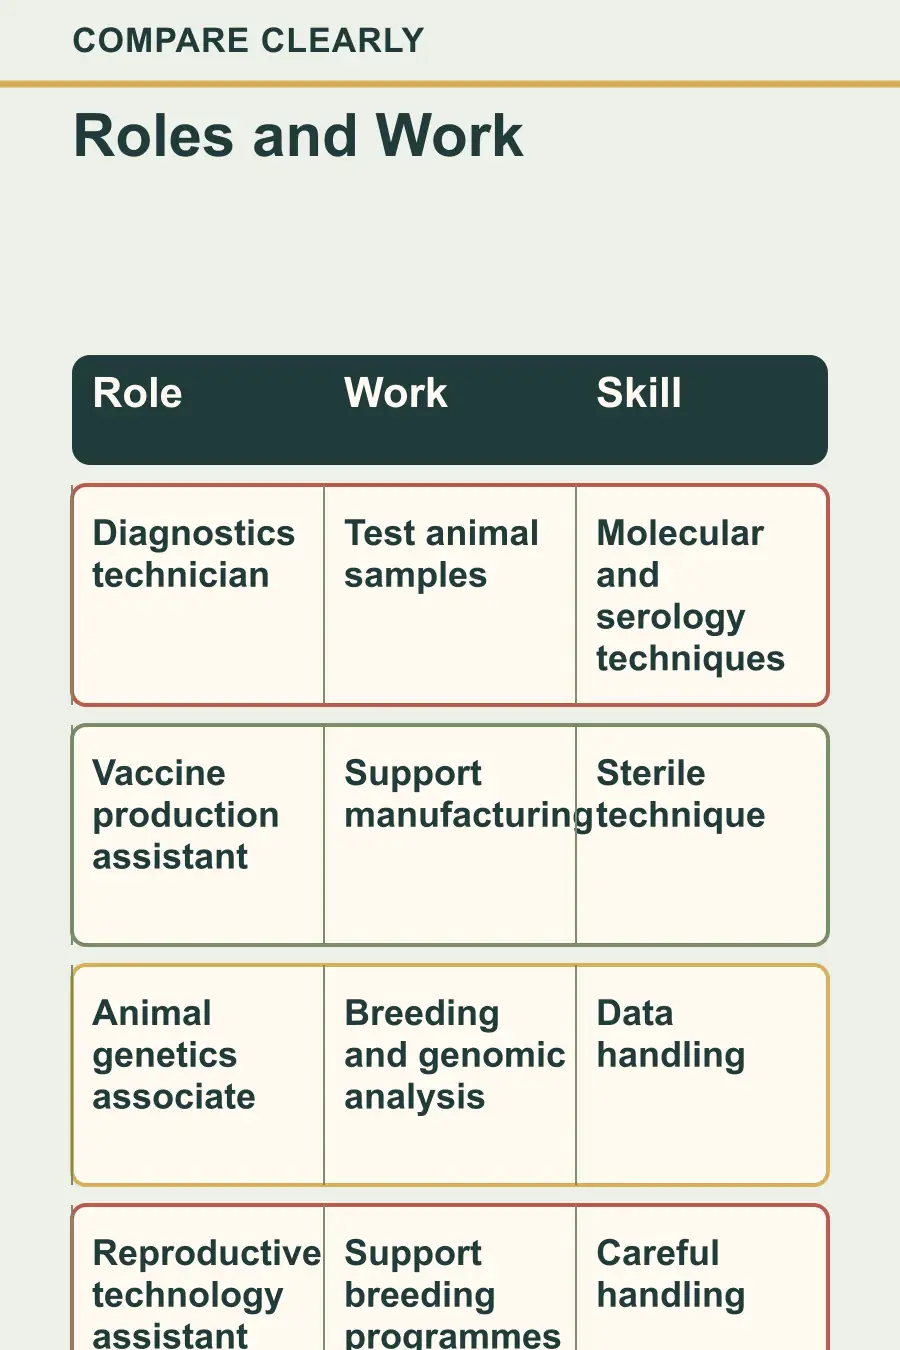 COMPARE CLEARLY
Roles and Work
Role Work Skill
Diagnostics
technician
Test animal
samples
Molecular
and
serology
techniques
Vaccine
production
assistant
Support
manufacturing
Sterile
technique
Animal
genetics
associate
Breeding
and genomic
analysis
Data
handling
Reproductive
technology
assistant
Support
breeding
programmes
Careful
handling